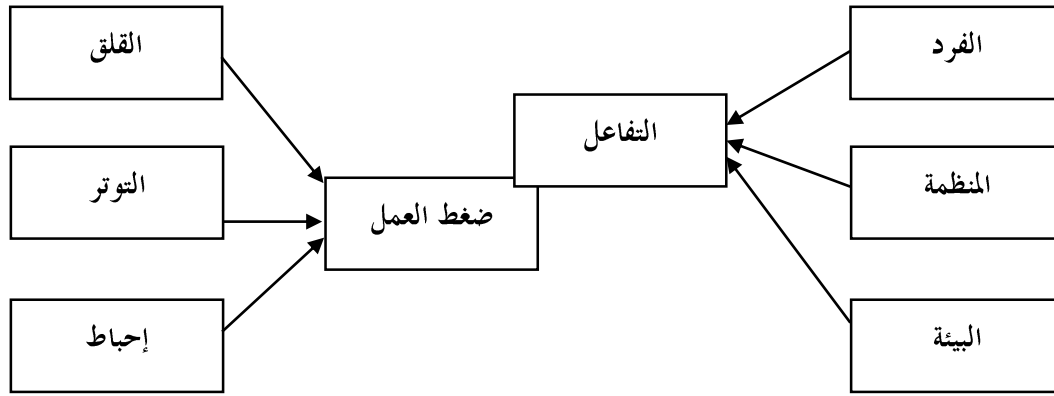 الفرد
القلق
التفاعل
المنظمة
التوتر
ضغط العمل
البيئة
إحباط